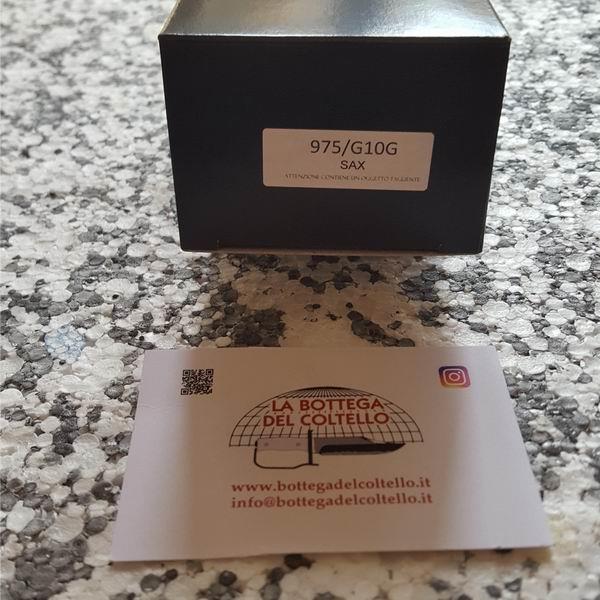 975/G10G
SAX
ATTENZIONE CONTIENE UN OGGETTO TAGLIENTE
LA BOTTEGA
DEL COLTELLO
www.bottegadelcoltello.it
info@bottegadelcoltello.it